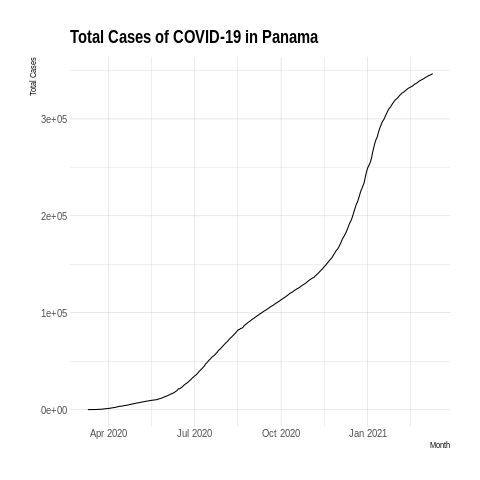 Total Cases of COVID-19 in Panama
Total Cases
3e+05
2e+05
1e+05
0e+00
Apr 2020 Jul 2020 Oct 2020 Jan 2021
Month